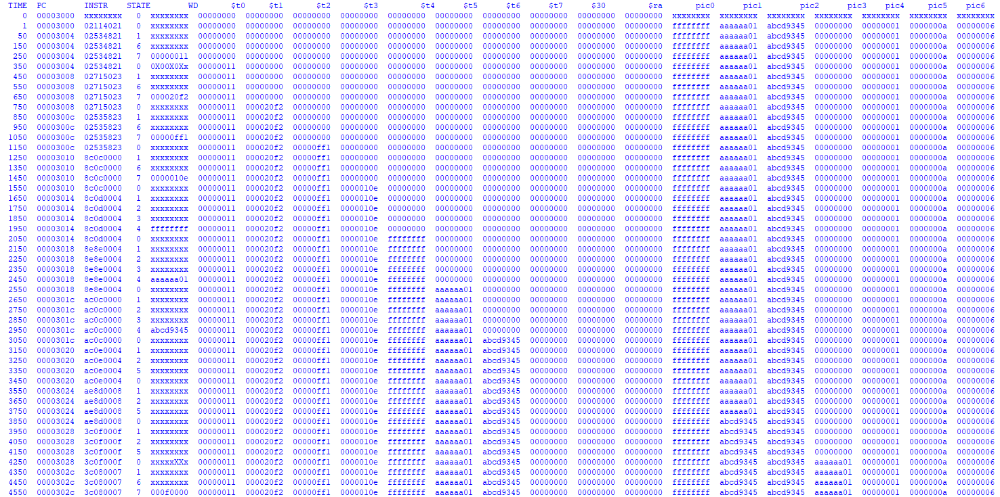 TIME PC INSTR STATE WD $t0 $t1 $t2 $t3 $t4 $t5 $t6 $t7 $30 $ra pic0 pic1 pic2 pic3 pic4 pic5 pic6
0 00003000 xxxxxxxx 0 xxxxxxxx 00000000 00000000 00000000 00000000 00000000 00000000 00000000 00000000 00000000 00000000 xxxxxxxx xxxxxxxx xxxxxxxx xxxxxxxx xxxxxxxx xxxxxxxx xxxxxxxx
1 00003000 02114021 0 xxxxxxxx 00000000 00000000 00000000 00000000 00000000 00000000 00000000 00000000 00000000 00000000 ffffffff aaaaaa01 abcd9345 00000000 00000001 0000000a 00000006
50 00003004 02534821 1 xxxxxxxx 00000000 00000000 00000000 00000000 00000000 00000000 00000000 00000000 00000000 00000000 ffffffff aaaaaa01 abcd9345 00000000 00000001 0000000a 00000006
150 00003004 02534821 6 xxxxxxxx 00000000 00000000 00000000 00000000 00000000 00000000 00000000 00000000 00000000 00000000 ffffffff aaaaaa01 abcd9345 00000000 00000001 0000000a 00000006
250 00003004 02534821 7 00000011 00000000 00000000 00000000 00000000 00000000 00000000 00000000 00000000 00000000 00000000 ffffffff aaaaaa01 abcd9345 00000000 00000001 0000000a 00000006
350 00003004 02534821 0 0X00X0Xx 00000011 00000000 00000000 00000000 00000000 00000000 00000000 00000000 00000000 00000000 ffffffff aaaaaa01 abcd9345 00000000 00000001 0000000a 00000006
450 00003008 02715023 1 xxxxxxxx 00000011 00000000 00000000 00000000 00000000 00000000 00000000 00000000 00000000 00000000 ffffffff aaaaaa01 abcd9345 00000000 00000001 0000000a 00000006
550 00003008 02715023 6 xxxxxxxx 00000011 00000000 00000000 00000000 00000000 00000000 00000000 00000000 00000000 00000000 ffffffff aaaaaa01 abcd9345 00000000 00000001 0000000a 00000006
650 00003008 02715023 7 000020f2 00000011 00000000 00000000 00000000 00000000 00000000 00000000 00000000 00000000 00000000 ffffffff aaaaaa01 abcd9345 00000000 00000001 0000000a 00000006
750 00003008 02715023 0 xxxxxxxx 00000011 000020f2 00000000 00000000 00000000 00000000 00000000 00000000 00000000 00000000 ffffffff aaaaaa01 abcd9345 00000000 00000001 0000000a 00000006
850 0000300c 02535823 1 xxxxxxxx 00000011 000020f2 00000000 00000000 00000000 00000000 00000000 00000000 00000000 00000000 ffffffff aaaaaa01 abcd9345 00000000 00000001 0000000a 00000006
950 0000300c 02535823 6 xxxxxxxx 00000011 000020f2 00000000 00000000 00000000 00000000 00000000 00000000 00000000 00000000 ffffffff aaaaaa01 abcd9345 00000000 00000001 0000000a 00000006
1050 0000300c 02535823 7 00000ff1 00000011 000020f2 00000000 00000000 00000000 00000000 00000000 00000000 00000000 00000000 ffffffff aaaaaa01 abcd9345 00000000 00000001 0000000a 00000006
1150 0000300c 02535823 0 xxxxxxxx 00000011 000020f2 00000ff1 00000000 00000000 00000000 00000000 00000000 00000000 00000000 ffffffff aaaaaa01 abcd9345 00000000 00000001 0000000a 00000006
1250 00003010 8c0c0000 1 xxxxxxxx 00000011 000020f2 00000ff1 00000000 00000000 00000000 00000000 00000000 00000000 00000000 ffffffff aaaaaa01 abcd9345 00000000 00000001 0000000a 00000006
1350 00003010 8c0c0000 6 xxxxxxxx 00000011 000020f2 00000ff1 00000000 00000000 00000000 00000000 00000000 00000000 00000000 ffffffff aaaaaa01 abcd9345 00000000 00000001 0000000a 00000006
1450 00003010 8c0c0000 7 0000010e 00000011 000020f2 00000ff1 00000000 00000000 00000000 00000000 00000000 00000000 00000000 ffffffff aaaaaa01 abcd9345 00000000 00000001 0000000a 00000006
1550 00003010 8c0c0000 0 xxxxxxxx 00000011 000020f2 00000ff1 0000010e 00000000 00000000 00000000 00000000 00000000 00000000 ffffffff aaaaaa01 abcd9345 00000000 00000001 0000000a 00000006
1650 00003014 8c0d0004 1 xxxxxxxx 00000011 000020f2 00000ff1 0000010e 00000000 00000000 00000000 00000000 00000000 00000000 ffffffff aaaaaa01 abcd9345 00000000 00000001 0000000a 00000006
1750 00003014 8c0d0004 2 xxxxxxxx 00000011 000020f2 00000ff1 0000010e 00000000 00000000 00000000 00000000 00000000 00000000 ffffffff aaaaaa01 abcd9345 00000000 00000001 0000000a 00000006
1850 00003014 8c0d0004 3 xxxxxxxx 00000011 000020f2 00000ff1 0000010e 00000000 00000000 00000000 00000000 00000000 00000000 ffffffff aaaaaa01 abcd9345 00000000 00000001 0000000a 00000006
1950 00003014 8c0d0004 4 ffffffff 00000011 000020f2 00000ff1 0000010e 00000000 00000000 00000000 00000000 00000000 00000000 ffffffff aaaaaa01 abcd9345 00000000 00000001 0000000a 00000006
2050 00003014 8c0d0004 0 xxxxxxxx 00000011 000020f2 00000ff1 0000010e ffffffff 00000000 00000000 00000000 00000000 00000000 ffffffff aaaaaa01 abcd9345 00000000 00000001 0000000a 00000006
2150 00003018 8e8e0004 1 xxxxxxxx 00000011 000020f2 00000ff1 0000010e ffffffff 00000000 00000000 00000000 00000000 00000000 ffffffff aaaaaa01 abcd9345 00000000 00000001 0000000a 00000006
2250 00003018 8e8e0004 2 xxxxxxxx 00000011 000020f2 00000ff1 0000010e ffffffff 00000000 00000000 00000000 00000000 00000000 ffffffff aaaaaa01 abcd9345 00000000 00000001 0000000a 00000006
2350 00003018 8e8e0004 3 xxxxxxxx 00000011 000020f2 00000ff1 0000010e ffffffff 00000000 00000000 00000000 00000000 00000000 ffffffff aaaaaa01 abcd9345 00000000 00000001 0000000a 00000006
2450 00003018 8e8e0004 4 aaaaaa01 00000011 000020f2 00000ff1 0000010e ffffffff 00000000 00000000 00000000 00000000 00000000 ffffffff aaaaaa01 abcd9345 00000000 00000001 0000000a 00000006
2550 00003018 8e8e0004 0 xxxxxxxx 00000011 000020f2 00000ff1 0000010e ffffffff aaaaaa01 00000000 00000000 00000000 00000000 ffffffff aaaaaa01 abcd9345 00000000 00000001 0000000a 00000006
2650 0000301c ac0c0000 1 xxxxxxxx 00000011 000020f2 00000ff1 0000010e ffffffff aaaaaa01 00000000 00000000 00000000 00000000 ffffffff aaaaaa01 abcd9345 00000000 00000001 0000000a 00000006
2750 0000301c ac0c0000 2 xxxxxxxx 00000011 000020f2 00000ff1 0000010e ffffffff aaaaaa01 00000000 00000000 00000000 00000000 ffffffff aaaaaa01 abcd9345 00000000 00000001 0000000a 00000006
2850 0000301c ac0c0000 3 xxxxxxxx 00000011 000020f2 00000ff1 0000010e ffffffff aaaaaa01 00000000 00000000 00000000 00000000 ffffffff aaaaaa01 abcd9345 00000000 00000001 0000000a 00000006
2950 0000301c ac0c0000 4 abcd9345 00000011 000020f2 00000ff1 0000010e ffffffff aaaaaa01 00000000 00000000 00000000 00000000 ffffffff aaaaaa01 abcd9345 00000000 00000001 0000000a 00000006
3050 0000301c ac0c0000 0 xxxxxxxx 00000011 000020f2 00000ff1 0000010e ffffffff aaaaaa01 abcd9345 00000000 00000000 00000000 ffffffff aaaaaa01 abcd9345 00000000 00000001 0000000a 00000006
3150 00003020 ac0e0004 1 xxxxxxxx 00000011 000020f2 00000ff1 0000010e ffffffff aaaaaa01 abcd9345 00000000 00000000 00000000 ffffffff aaaaaa01 abcd9345 00000000 00000001 0000000a 00000006
3250 00003020 ac0e0004 2 xxxxxxxx 00000011 000020f2 00000ff1 0000010e ffffffff aaaaaa01 abcd9345 00000000 00000000 00000000 ffffffff aaaaaa01 abcd9345 00000000 00000001 0000000a 00000006
3350 00003020 ac0e0004 5 xxxxxxxx 00000011 000020f2 00000ff1 0000010e ffffffff aaaaaa01 abcd9345 00000000 00000000 00000000 ffffffff aaaaaa01 abcd9345 00000000 00000001 0000000a 00000006
3450 00003020 ac0e0004 0 xxxxxxxx 00000011 000020f2 00000ff1 0000010e ffffffff aaaaaa01 abcd9345 00000000 00000000 00000000 ffffffff aaaaaa01 abcd9345 00000000 00000001 0000000a 00000006
3550 00003024 ae8d0008 1 xxxxxxxx 00000011 000020f2 00000ff1 0000010e ffffffff aaaaaa01 abcd9345 00000000 00000000 00000000 ffffffff aaaaaa01 abcd9345 00000000 00000001 0000000a 00000006
3650 00003024 ae8d0008 2 xxxxxxxx 00000011 000020f2 00000ff1 0000010e ffffffff aaaaaa01 abcd9345 00000000 00000000 00000000 ffffffff aaaaaa01 abcd9345 00000000 00000001 0000000a 00000006
3750 00003024 ae8d0008 5 xxxxxxxx 00000011 000020f2 00000ff1 0000010e ffffffff aaaaaa01 abcd9345 00000000 00000000 00000000 ffffffff aaaaaa01 abcd9345 00000000 00000001 0000000a 00000006
3850 00003024 ae8d0008 0 xxxxxxxx 00000011 000020f2 00000ff1 0000010e ffffffff aaaaaa01 abcd9345 00000000 00000000 00000000 ffffffff abcd9345 abcd9345 00000000 00000001 0000000a 00000006
3950 00003028 3c0f000f 1 xxxxxxxx 00000011 000020f2 00000ff1 0000010e ffffffff aaaaaa01 abcd9345 00000000 00000000 00000000 ffffffff abcd9345 abcd9345 00000000 00000001 0000000a 00000006
4050 00003028 3c0f000f 2 xxxxxxxx 00000011 000020f2 00000ff1 0000010e ffffffff aaaaaa01 abcd9345 00000000 00000000 00000000 ffffffff abcd9345 abcd9345 00000000 00000001 0000000a 00000006
4150 00003028 3c0f000f 5 xxxxxxxx 00000011 000020f2 00000ff1 0000010e ffffffff aaaaaa01 abcd9345 00000000 00000000 00000000 ffffffff abcd9345 abcd9345 00000000 00000001 0000000a 00000006
4250 00003028 3c0f000f 0 xxxxxXXx 00000011 000020f2 00000ff1 0000010e ffffffff aaaaaa01 abcd9345 00000000 00000000 00000000 ffffffff abcd9345 abcd9345 aaaaaa01 00000001 0000000a 00000006
4350 0000302c 3c080007 1 xxxxxxxx 00000011 000020f2 00000ff1 0000010e ffffffff aaaaaa01 abcd9345 00000000 00000000 00000000 ffffffff abcd9345 abcd9345 aaaaaa01 00000001 0000000a 00000006
4450 0000302c 3c080007 6 xxxxxxxx 00000011 000020f2 00000ff1 0000010e ffffffff aaaaaa01 abcd9345 00000000 00000000 00000000 ffffffff abcd9345 abcd9345 aaaaaa01 00000001 0000000a 00000006
4550 0000302c 3c080007 7 000f0000 00000011 000020f2 00000ff1 0000010e ffffffff aaaaaa01 abcd9345 00000000 00000000 00000000 ffffffff abcd9345 abcd9345 aaaaaa01 00000001 0000000a 00000006